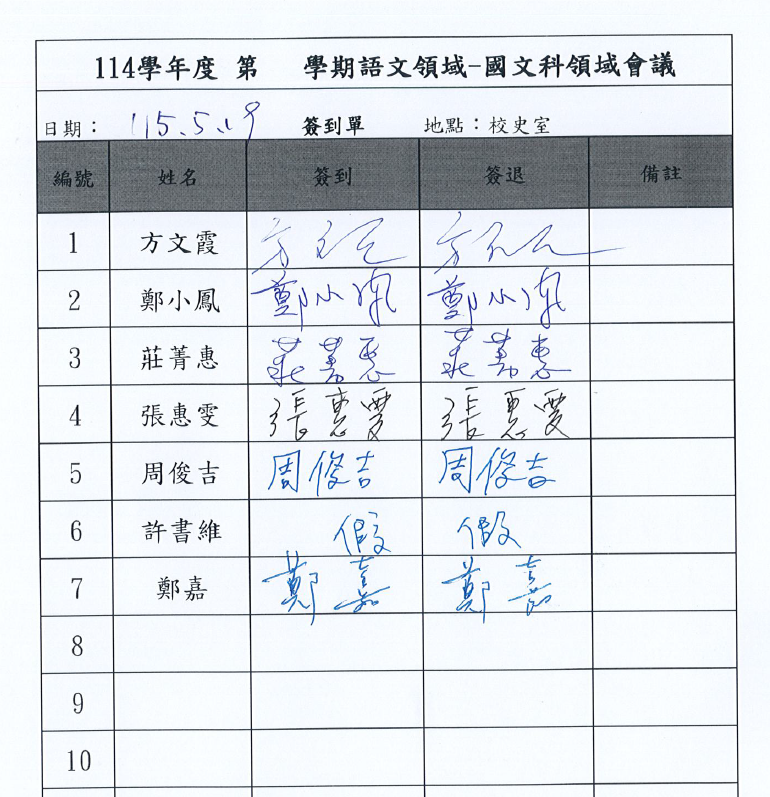 114學年度 第 學期語文領域-國文科領域會議
日期： 115.5.19 簽到單 地點：校史室
編號 姓名 簽到 簽退 備註
1 方文霞 方文霞 方文霞
2 鄭小鳳 鄭小鳳 鄭小鳳
3 莊菁惠 莊菁惠 莊菁惠
4 張惠雯 張惠雯 張惠雯
5 周俊吉 周俊吉 周俊吉
6 許書維 假 假
7 鄭嘉 鄭嘉 鄭嘉
8
9
10